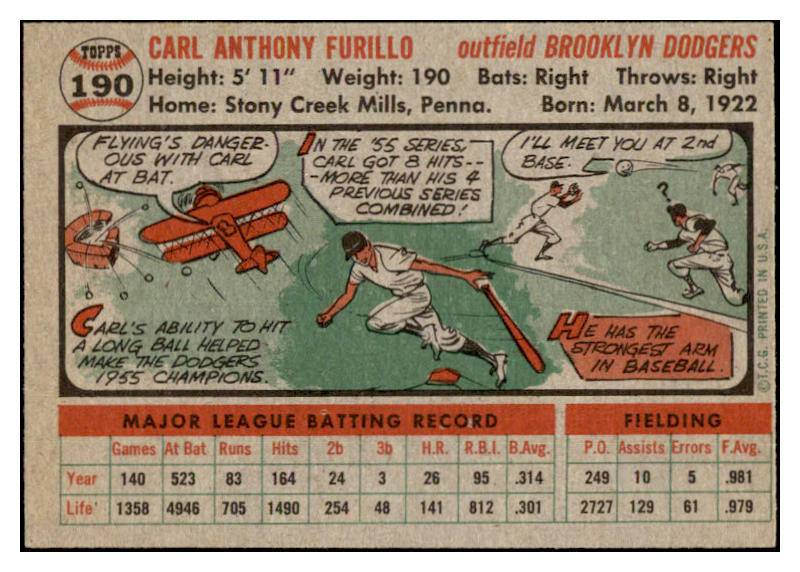 TOPPS
190
CARL ANTHONY FURILLO outfield BROOKLYN DODGERS
Height: 5' 11" Weight: 190 Bats: Right Throws: Right
Home: Stony Creek Mills, Penna. Born: March 8, 1922
FLYING'S DANGER-
OUS WITH CARL
AT BAT.
IN THE '55 SERIES,
CARL GOT 8 HITS--
-MORE THAN HIS 4
PREVIOUS SERIES
COMBINED!
I'LL MEET YOU AT 2nd
BASE.
?
CARL'S ABILITY TO HIT
A LONG BALL HELPED
MAKE THE DODGERS
1955 CHAMPIONS.
HE HAS THE
STRONGEST ARM
IN BASEBALL.
©T.C.G. PRINTED IN U.S.A.
MAJOR LEAGUE BATTING RECORD FIELDING
Games At Bat Runs Hits 2b 3b H.R. R.B.I. B.Avg. P.O. Assists Errors F.Avg.
Year 140 523 83 164 24 3 26 95 .314 249 10 5 .981
Life' 1358 4946 705 1490 254 48 141 812 .301 2727 129 61 .979